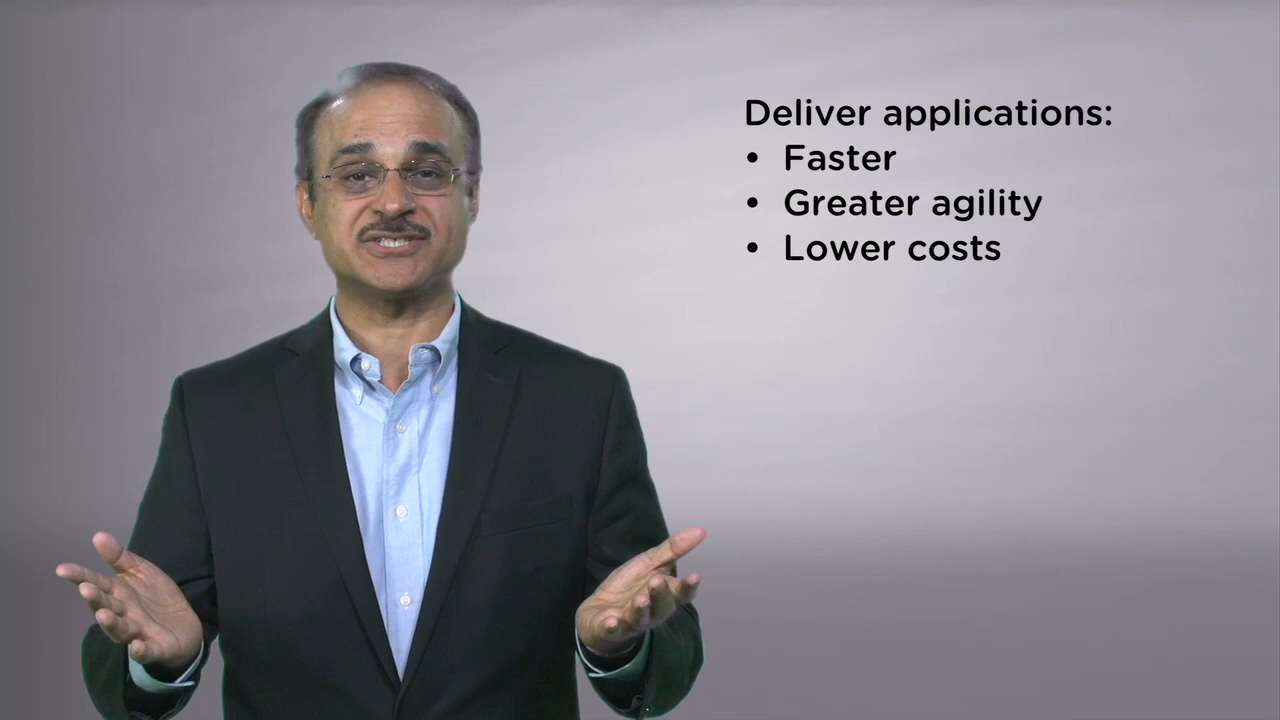 Deliver applications:
• Faster
• Greater agility
• Lower costs